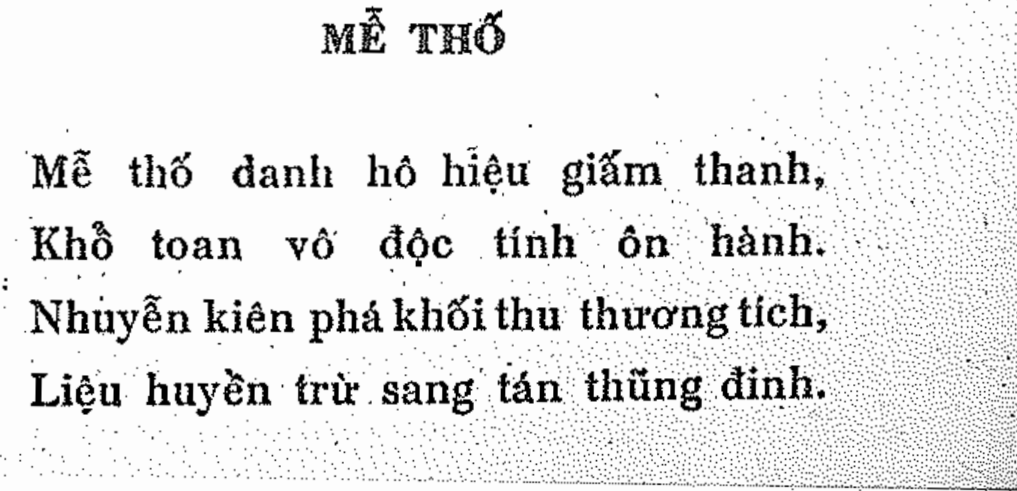 MỄ THỐ
Mễ thố danh hô hiệu giấm thanh,
Khổ toan vô độc tính ôn hành.
Nhuyễn kiên phá khối thu thương tích,
Liệu huyền trừ sang tán thũng đinh.